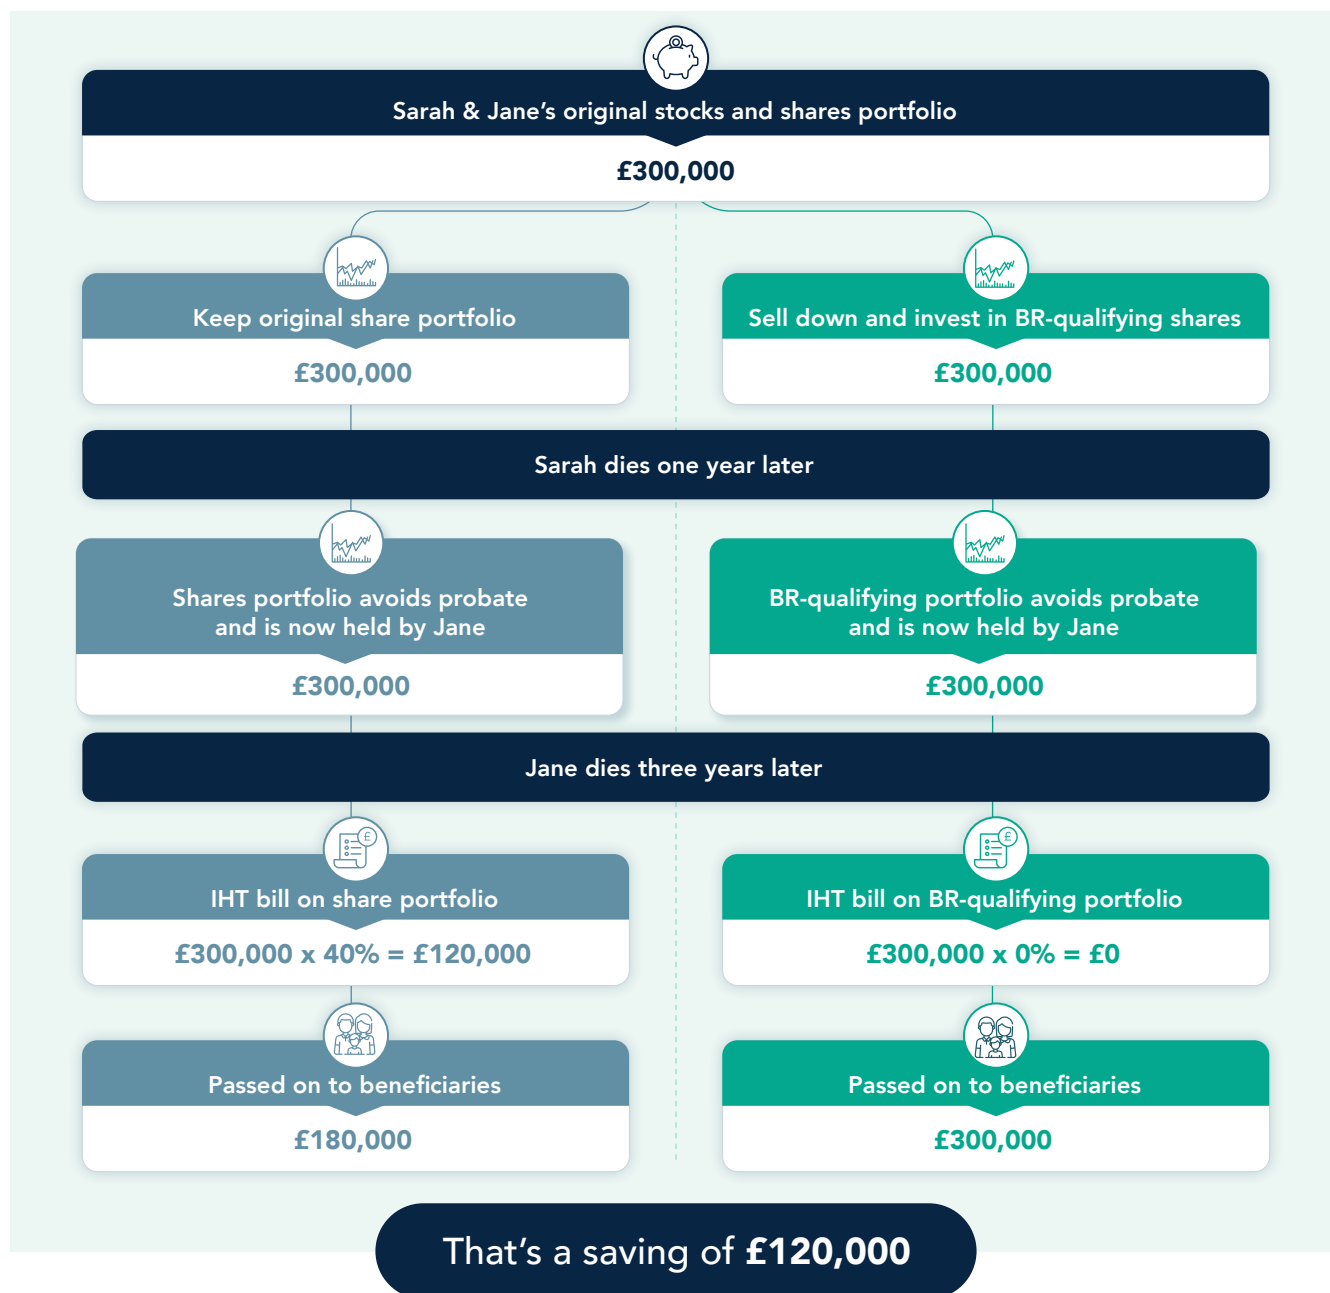 Sarah & Jane’s original stocks and shares portfolio
£300,000
Keep original share portfolio
£300,000
Sell down and invest in BR-qualifying shares
£300,000
Sarah dies one year later
Shares portfolio avoids probate
and is now held by Jane
£300,000
BR-qualifying portfolio avoids probate
and is now held by Jane
£300,000
Jane dies three years later
£
IHT bill on share portfolio
£300,000 x 40% = £120,000
£
IHT bill on BR-qualifying portfolio
£300,000 x 0% = £0
Passed on to beneficiaries
£180,000
Passed on to beneficiaries
£300,000
That’s a saving of £120,000